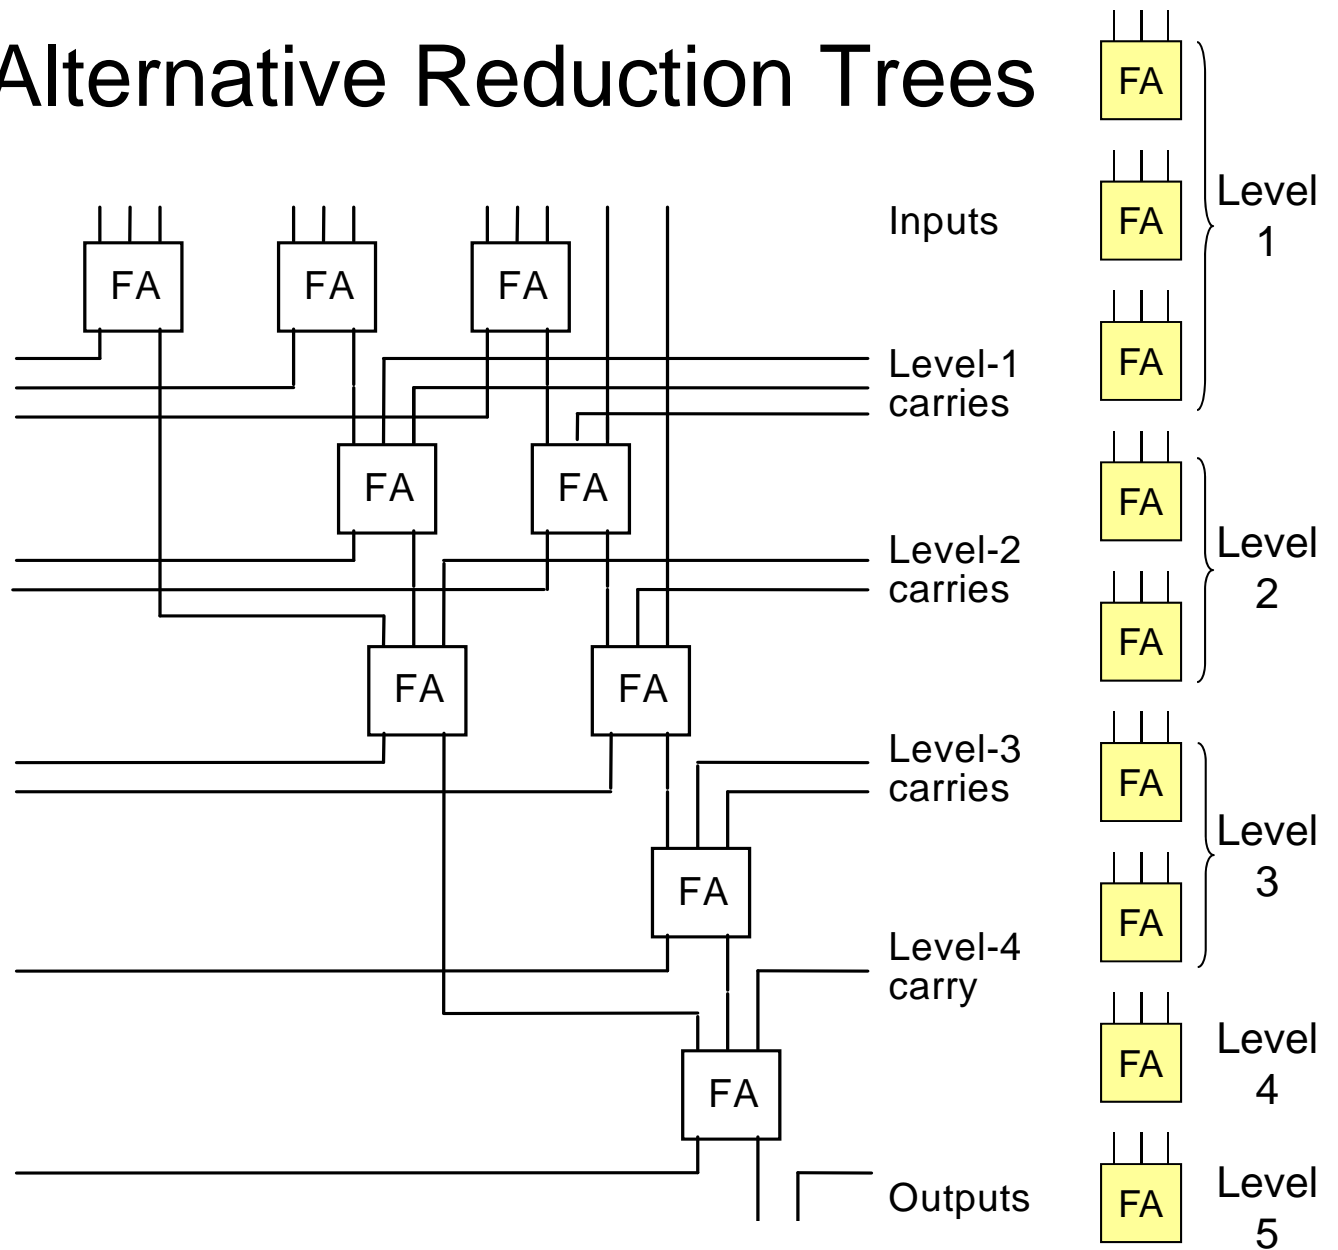 Alternative Reduction Trees
Inputs
FA FA FA
Level-1
carries
FA FA
Level-2
carries
FA FA
Level-3
carries
FA
Level-4
carry
FA
Outputs
FA
FA
FA
Level
1
FA
FA
Level
2
FA
FA
Level
3
FA
Level
4
FA
Level
5